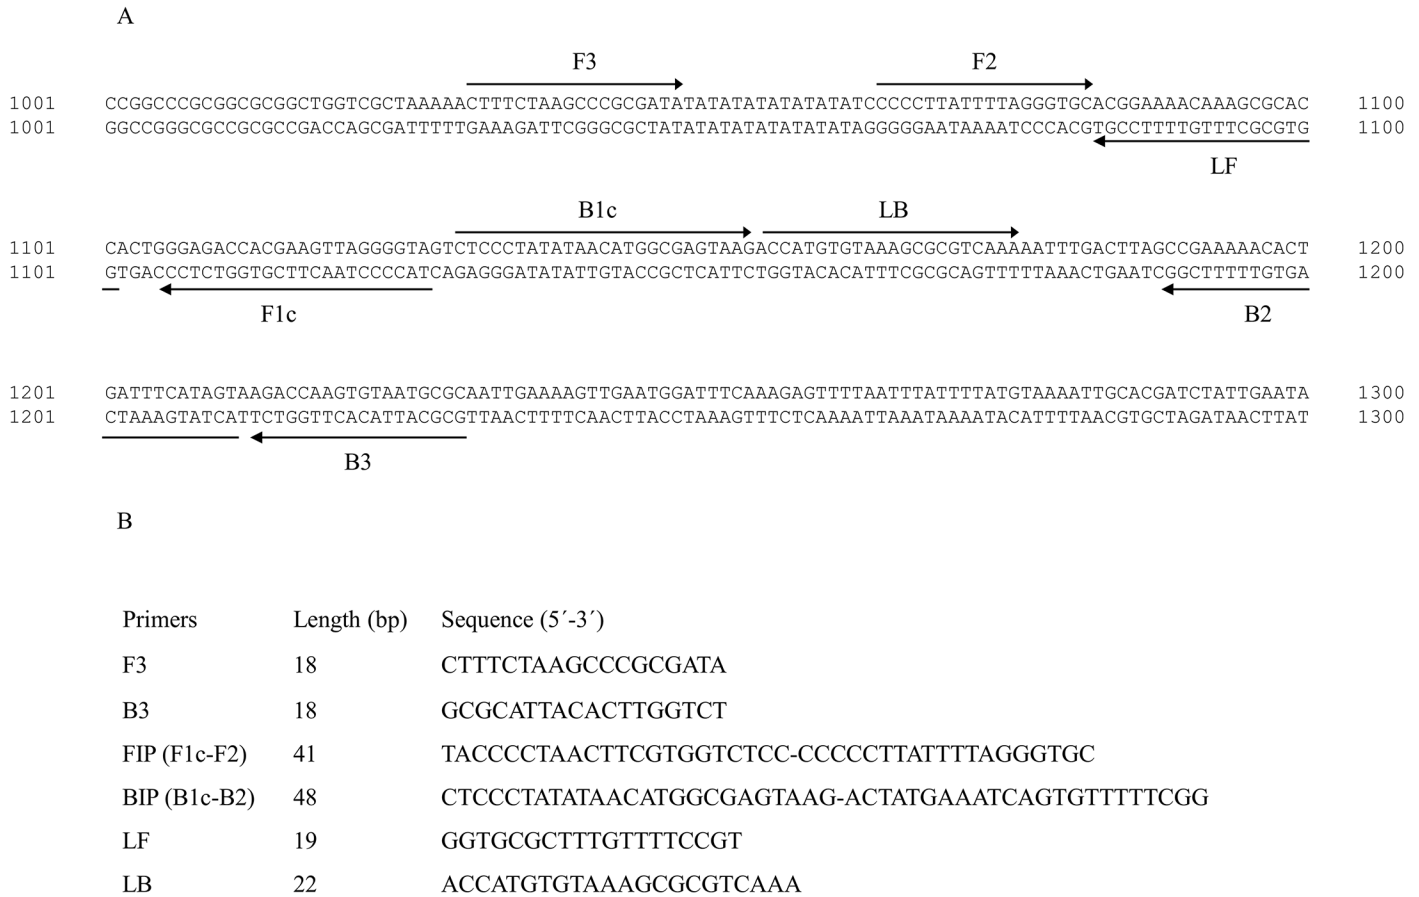 A
F3 F2
1001 CCGGCCCGCGGCGCGGCTGGTCGCTAAAAACTTTCTAAGCCCGCGATATATATATATATATATCCCCCTTATTTTAGGGTGCACGGAAAACAAAGCGCAC 1100
1001 GGCCGGGCGCCGCGCCGACCAGCGATTTTTGAAAGATTCGGGCGCTATATATATATATATATAGGGGGAATAAAATCCCACGTGCCTTTTGTTTCGCGTG 1100
LF
B1c LB
1101 CACTGGGAGACCACGAAGTTAGGGGTAGTCTCCCTATATAACATGGCGAGTAAGACCATGTGTAAAGCGCGTCAAAAATTTGACTTAGCCGAAAAACACT 1200
1101 GTGACCCTCTGGTGCTTCAATCCCCATCAGAGGGATATATTGTACCGCTCATTCTGGTACACATTTCGCGCAGTTTTTAAACTGAATCGGCTTTTTGTGA 1200
F1c B2
1201 GATTTCATAGTAAGACCAAGTGTAATGCGCAATTGAAAAGTTGAATGGATTTCAAAGAGTTTTAATTTATTTTATGTAAAATTGCACGATCTATTGAATA 1300
1201 CTAAAGTATCATTCTGGTTCACATTACGCGTTAACTTTTCAACTTACCTAAAGTTTCTCAAAATTAAATAAAATACATTTTAACGTGCTAGATAACTTAT 1300
B3
B
Primers Length (bp) Sequence (5´-3´)
F3 18 CTTTCTAAGCCCGCGATA
B3 18 GCGCATTACACTTGGTCT
FIP (F1c-F2) 41 TACCCCTAACTTCGTGGTCTCC-CCCCCTTATTTTAGGGTGC
BIP (B1c-B2) 48 CTCCCTATATAACATGGCGAGTAAG-ACTATGAAATCAGTGTTTTTCGG
LF 19 GGTGCGCTTTGTTTTCCGT
LB 22 ACCATGTGTAAAGCGCGTCAAA